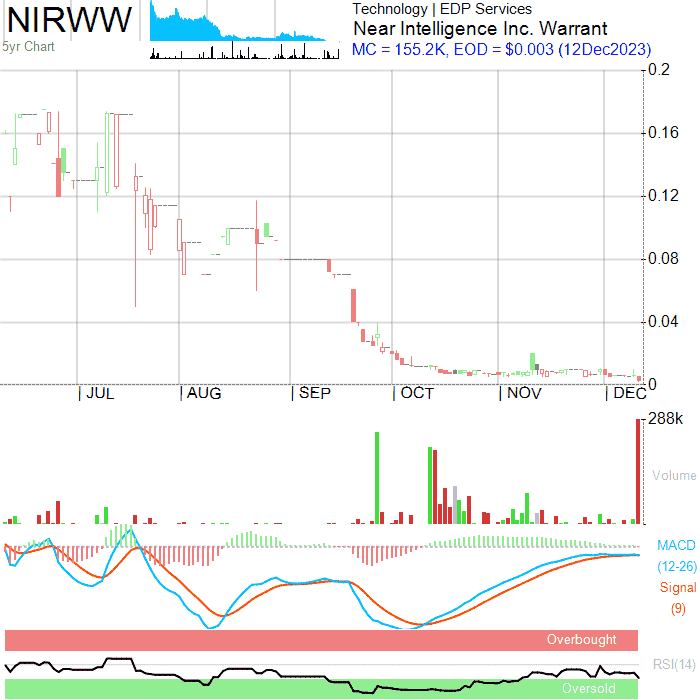 NIRWW
5yr Chart
Technology | EDP Services
Near Intelligence Inc. Warrant
MC = 155.2K, EOD = $0.003 (12Dec2023)
0.2
0.16
0.12
0.08
0.04
0
| JUL | AUG | SEP | OCT | NOV | DEC
288k
Volume
MACD
(12-26)
Signal
(9)
Overbought
RSI(14)
Oversold